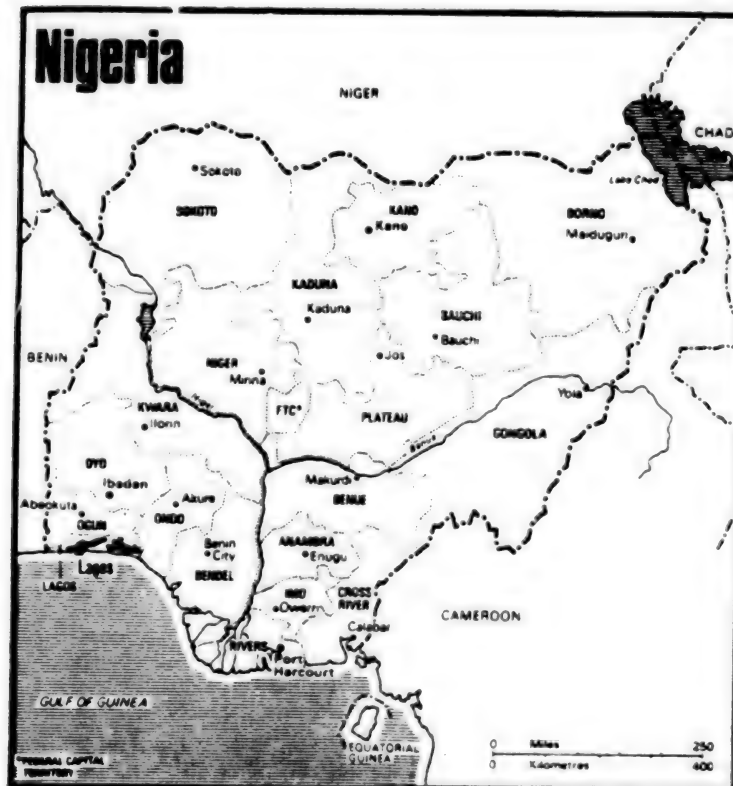 Nigeria
NIGER
CHAD
Lake Chad
Sokoto
SOKOTO
KANO
Kano
BORNO
Maiduguri
KADUNA
Kaduna
BAUCHI
Bauchi
BENIN
Jos
NIGER
Minna
FTC*
PLATEAU
Yola
KWARA
Niger
Ilorin
GONGOLA
Benue
OYO
Makurdi
BENUE
Ibadan
Akure
Abeokuta
OGUN
ONDO
ANAMBRA
Benin
City
Enugu
Lagos
LAGOS
BENDEL
IMO
Owerri
CROSS
RIVER
CAMEROON
Calabar
RIVERS
Port
Harcourt
GULF OF GUINEA
EQUATORIAL
GUINEA
0 Miles 250
0 Kilometres 400
*FEDERAL CAPITAL
TERRITORY